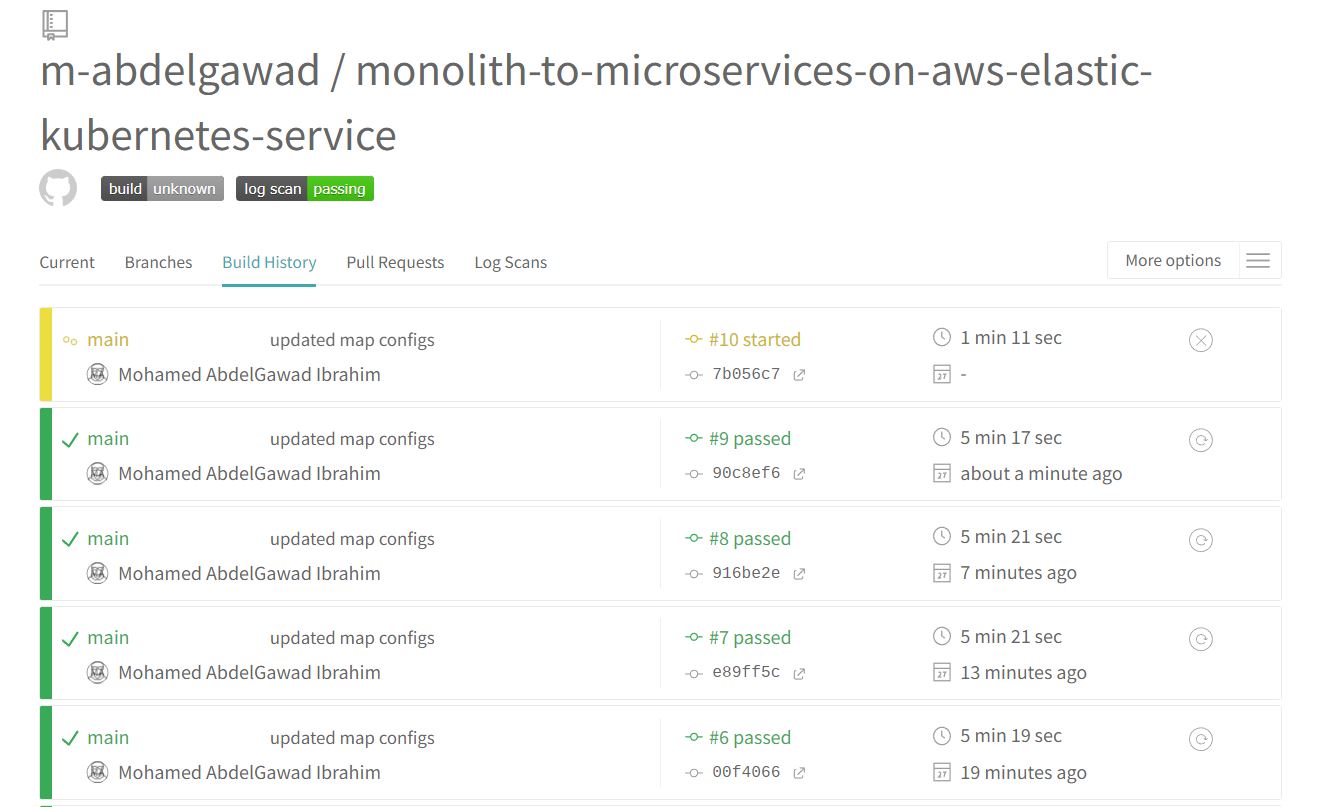 m-abdelgawad / monolith-to-microservices-on-aws-elastic-
kubernetes-service
build unknown log scan passing
Current Branches Build History Pull Requests Log Scans More options
main updated map configs #10 started 1 min 11 sec
Mohamed AbdelGawad Ibrahim 7b056c7 27 -
main updated map configs #9 passed 5 min 17 sec
Mohamed AbdelGawad Ibrahim 90c8ef6 27 about a minute ago
main updated map configs #8 passed 5 min 21 sec
Mohamed AbdelGawad Ibrahim 916be2e 27 7 minutes ago
main updated map configs #7 passed 5 min 21 sec
Mohamed AbdelGawad Ibrahim e89ff5c 27 13 minutes ago
main updated map configs #6 passed 5 min 19 sec
Mohamed AbdelGawad Ibrahim 00f4066 27 19 minutes ago